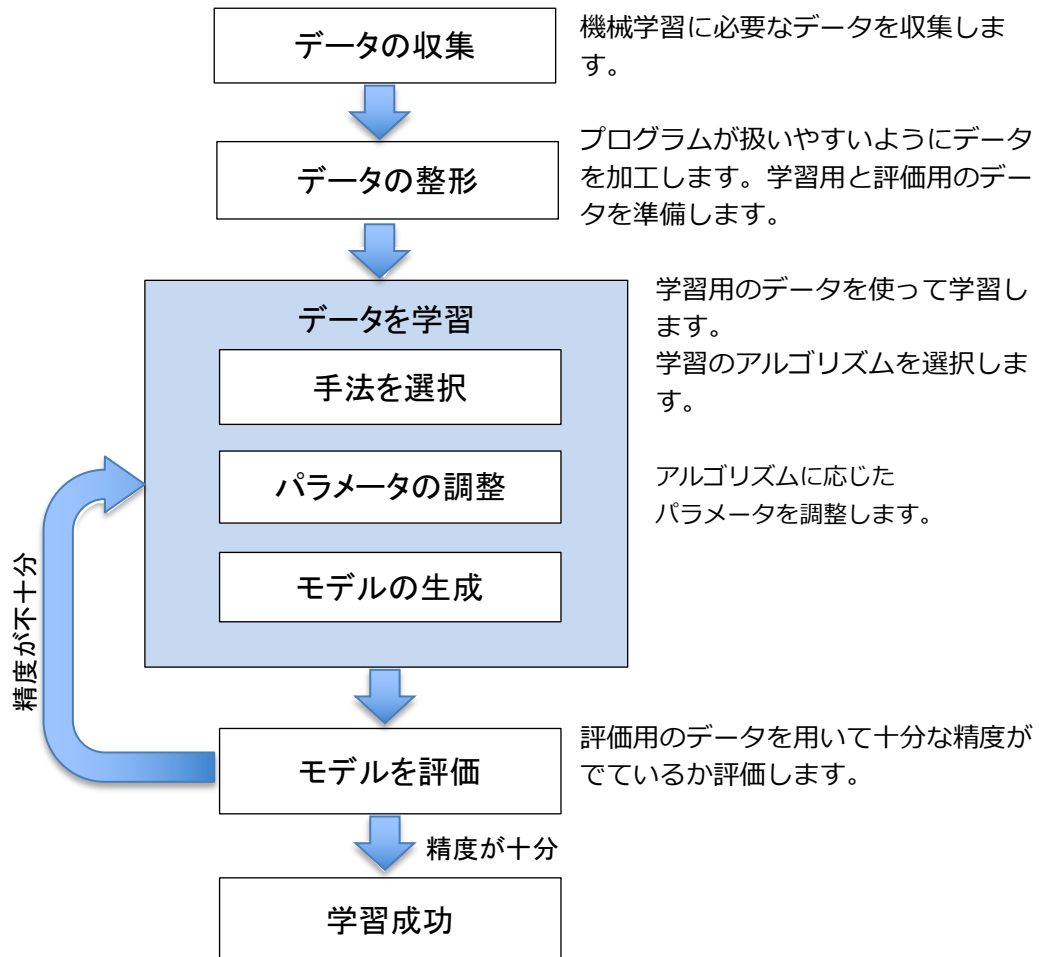 データの収集
機械学習に必要なデータを収集しま
す。
データの整形
プログラムが扱いやすいようにデータ
を加工します。学習用と評価用のデー
タを準備します。
データを学習
学習用のデータを使って学習し
ます。
学習のアルゴリズムを選択しま
す。
手法を選択
パラメータの調整
アルゴリズムに応じた
パラメータを調整します。
モデルの生成
精度が不十分
モデルを評価
評価用のデータを用いて十分な精度が
でているか評価します。
精度が十分
学習成功